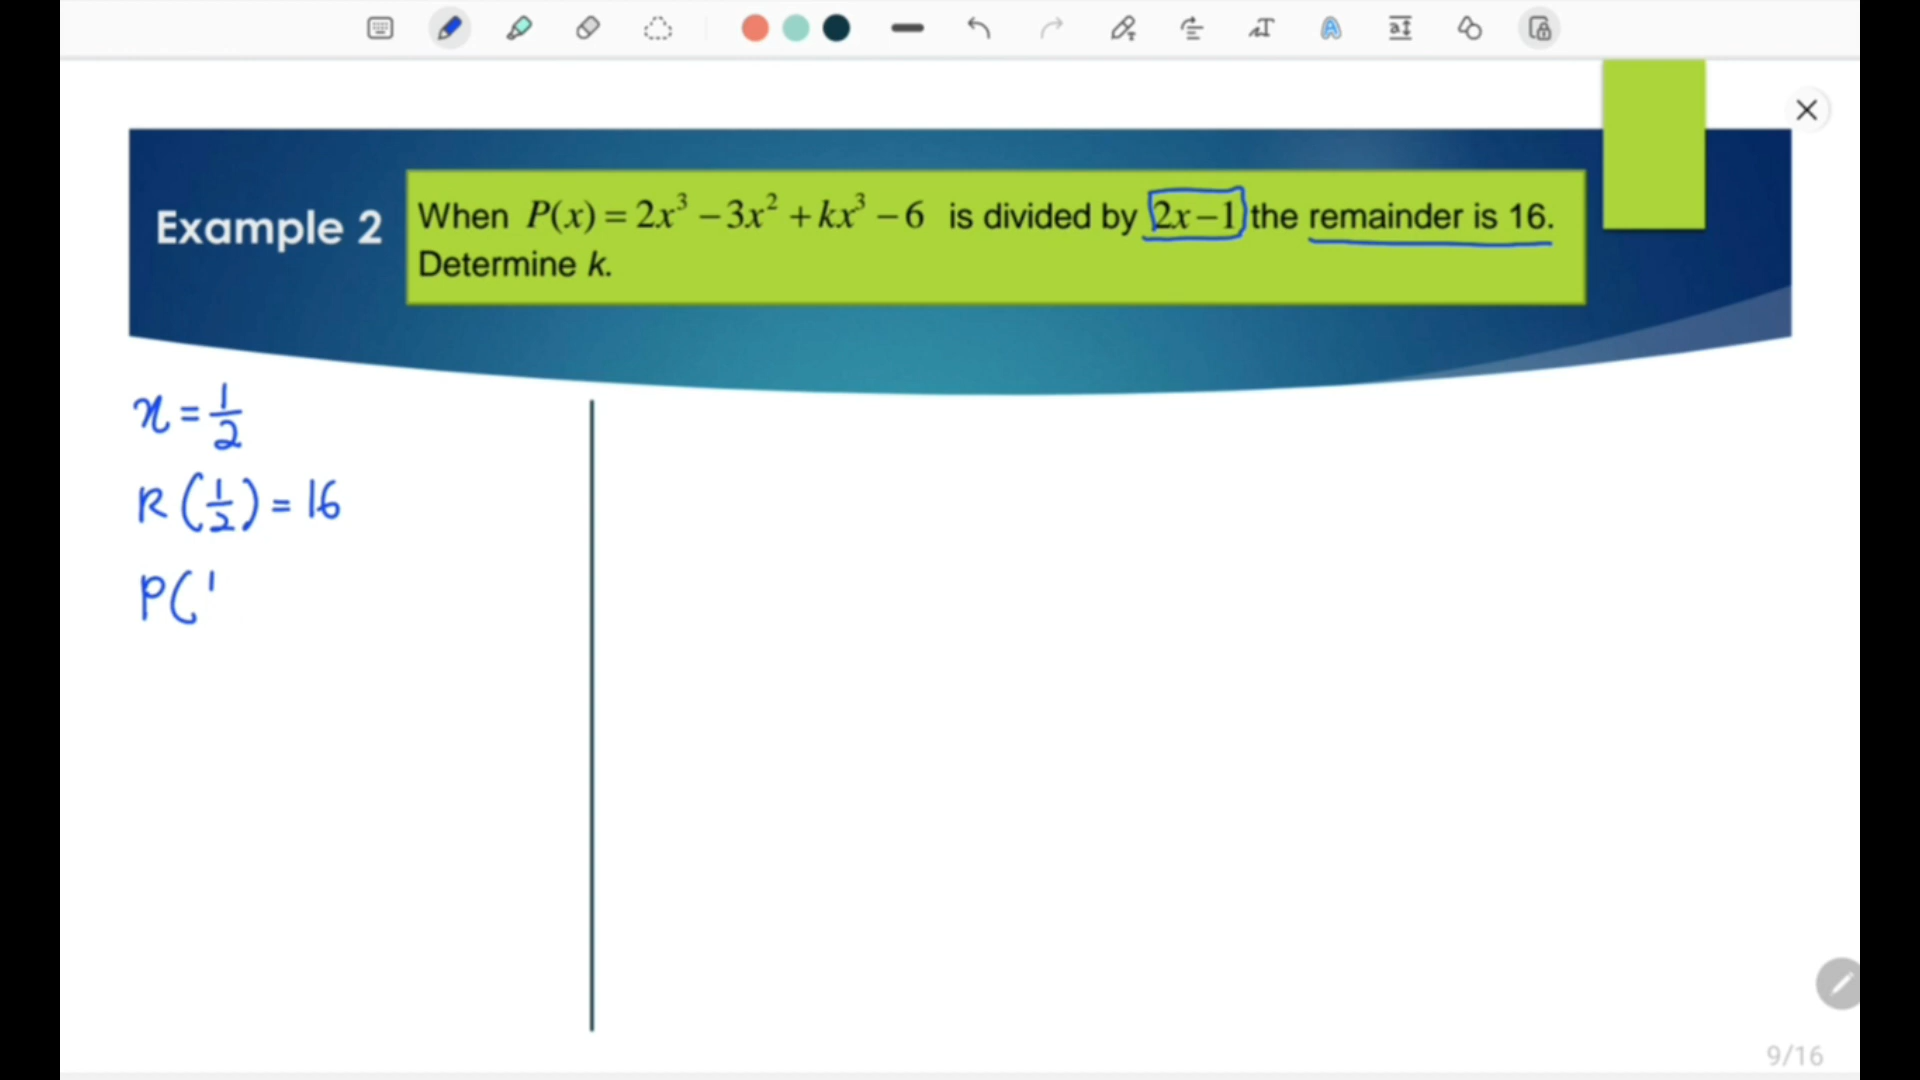 Example 2
When P(x) = 2x³ − 3x² + kx³ − 6 is divided by 2x−1 the remainder is 16.
Determine k.
x = 1/2
R(1/2) = 16
P( 1
9/16